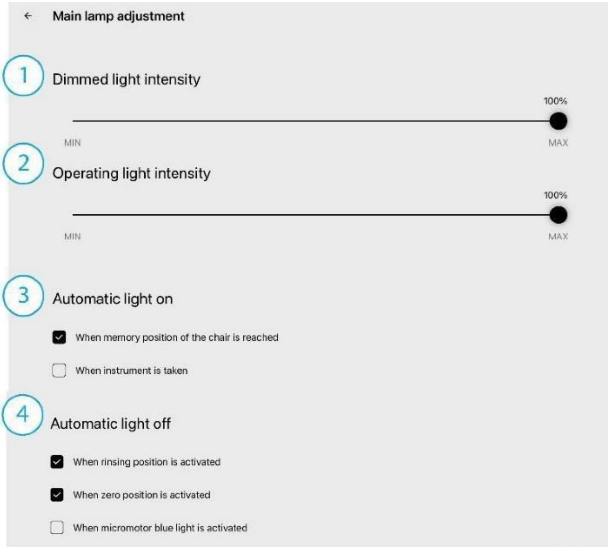 ← Main lamp adjustment
1 Dimmed light intensity
100%
MIN MAX
2 Operating light intensity
100%
MIN MAX
3 Automatic light on
When memory position of the chair is reached
When instrument is taken
4 Automatic light off
When rinsing position is activated
When zero position is activated
When micromotor blue light is activated